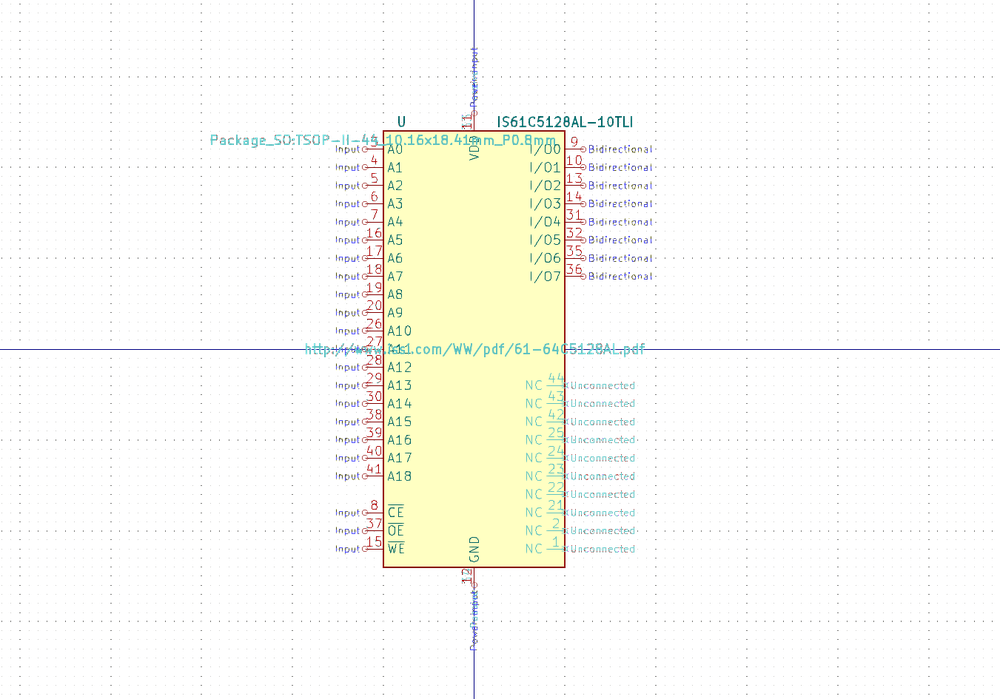 Power Input
11
U
IS61C5128AL-10TLI
Package_SO:TSOP-II-44_10.16x18.41mm_P0.8mm
VDD
Input A0 I/O0 9 Bidirectional
Input 4 A1 I/O1 10 Bidirectional
Input 5 A2 I/O2 13 Bidirectional
Input 6 A3 I/O3 14 Bidirectional
Input 7 A4 I/O4 31 Bidirectional
Input 16 A5 I/O5 32 Bidirectional
Input 17 A6 I/O6 35 Bidirectional
Input 18 A7 I/O7 36 Bidirectional
Input 19 A8
Input 20 A9
Input 26 A10
27
http://www.issi.com/WW/pdf/61-64C5128AL.pdf
Input 28 A12
Input 29 A13 NC 44 Unconnected
Input 30 A14 NC 43 Unconnected
Input 38 A15 NC 42 Unconnected
Input 39 A16 NC 25 Unconnected
Input 40 A17 NC 24 Unconnected
Input 41 A18 NC 23 Unconnected
NC 22 Unconnected
Input 8 CE NC 21 Unconnected
Input 37 OE NC 2 Unconnected
Input 15 WE NC 1 Unconnected
GND
12
Power Input